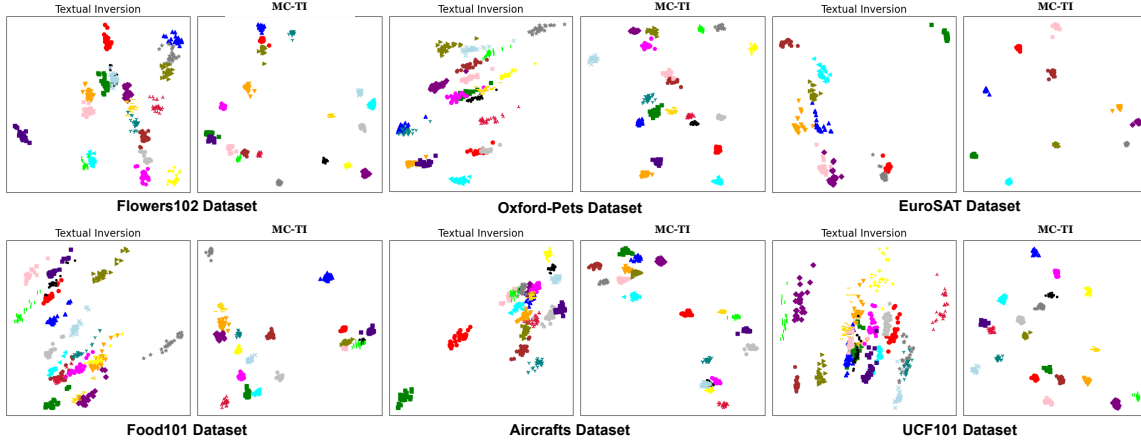 Textual Inversion
MC-TI
Textual Inversion
MC-TI
Textual Inversion
MC-TI
Flowers102 Dataset
Oxford-Pets Dataset
EuroSAT Dataset
Textual Inversion
MC-TI
Textual Inversion
MC-TI
Textual Inversion
MC-TI
Food101 Dataset
Aircrafts Dataset
UCF101 Dataset